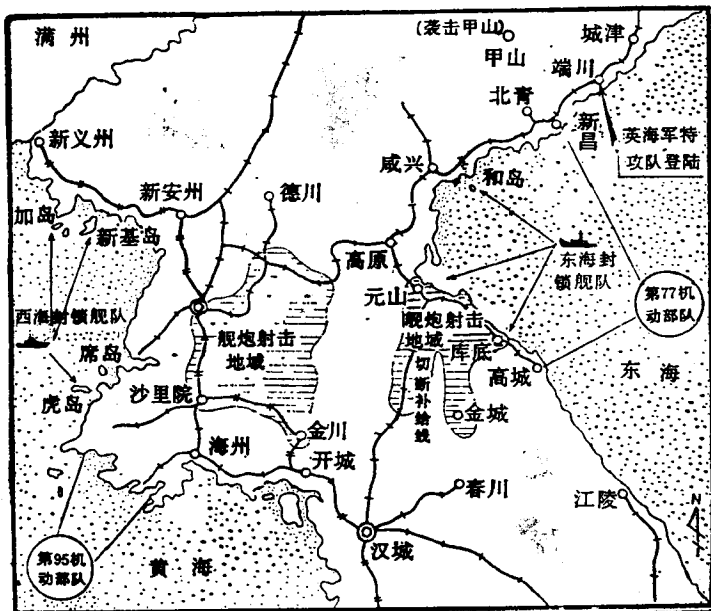 满州
(袭击甲山)
甲山
城津
端川
北青
新昌
英海军特
攻队登陆
新义州
咸兴
和岛
新安州
德川
加岛
新基岛
高原
东海封
锁舰队
元山
第77机
动部队
西海封锁舰队
舰炮射击
地域
舰炮射击
地域
库底
席岛
切断补给线
高城
东海
虎岛
沙里院
金城
金川
海州
开城
春川
江陵
N
汉城
第95机
动部队
黄海